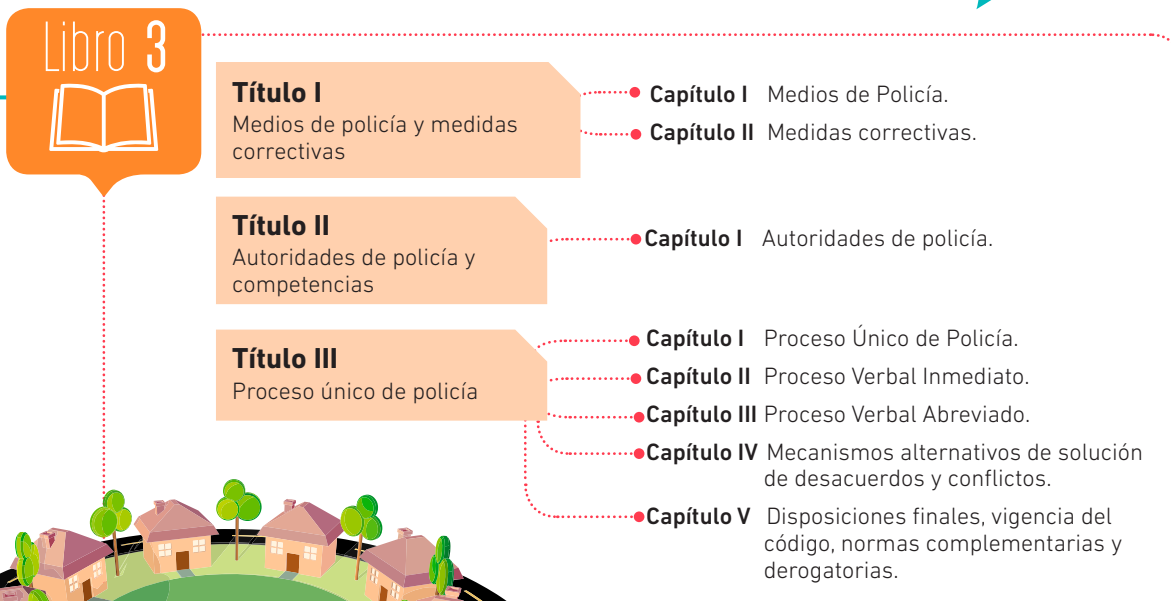 Libro 3
Título I
Medios de policía y medidas
correctivas
Capítulo I Medios de Policía.
Capítulo II Medidas correctivas.
Título II
Autoridades de policía y
competencias
Capítulo I Autoridades de policía.
Título III
Proceso único de policía
Capítulo I Proceso Único de Policía.
Capítulo II Proceso Verbal Inmediato.
Capítulo III Proceso Verbal Abreviado.
Capítulo IV Mecanismos alternativos de solución
de desacuerdos y conflictos.
Capítulo V Disposiciones finales, vigencia del
código, normas complementarias y
derogatorias.